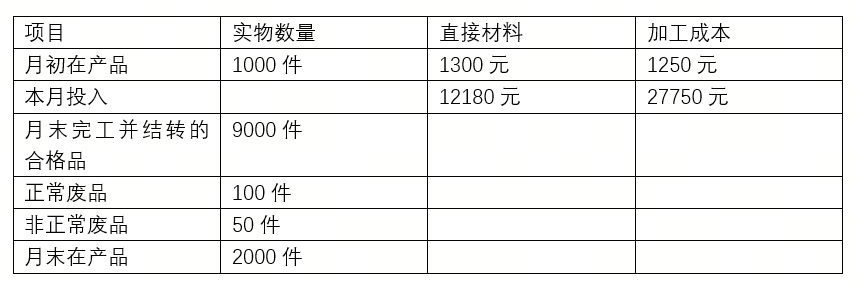 项目 实物数量 直接材料 加工成本
月初在产品 1000 件 1300 元 1250 元
本月投入 12180 元 27750 元
月末完工并结转的 9000 件
合格品
正常废品 100 件
非正常废品 50 件
月末在产品 2000 件